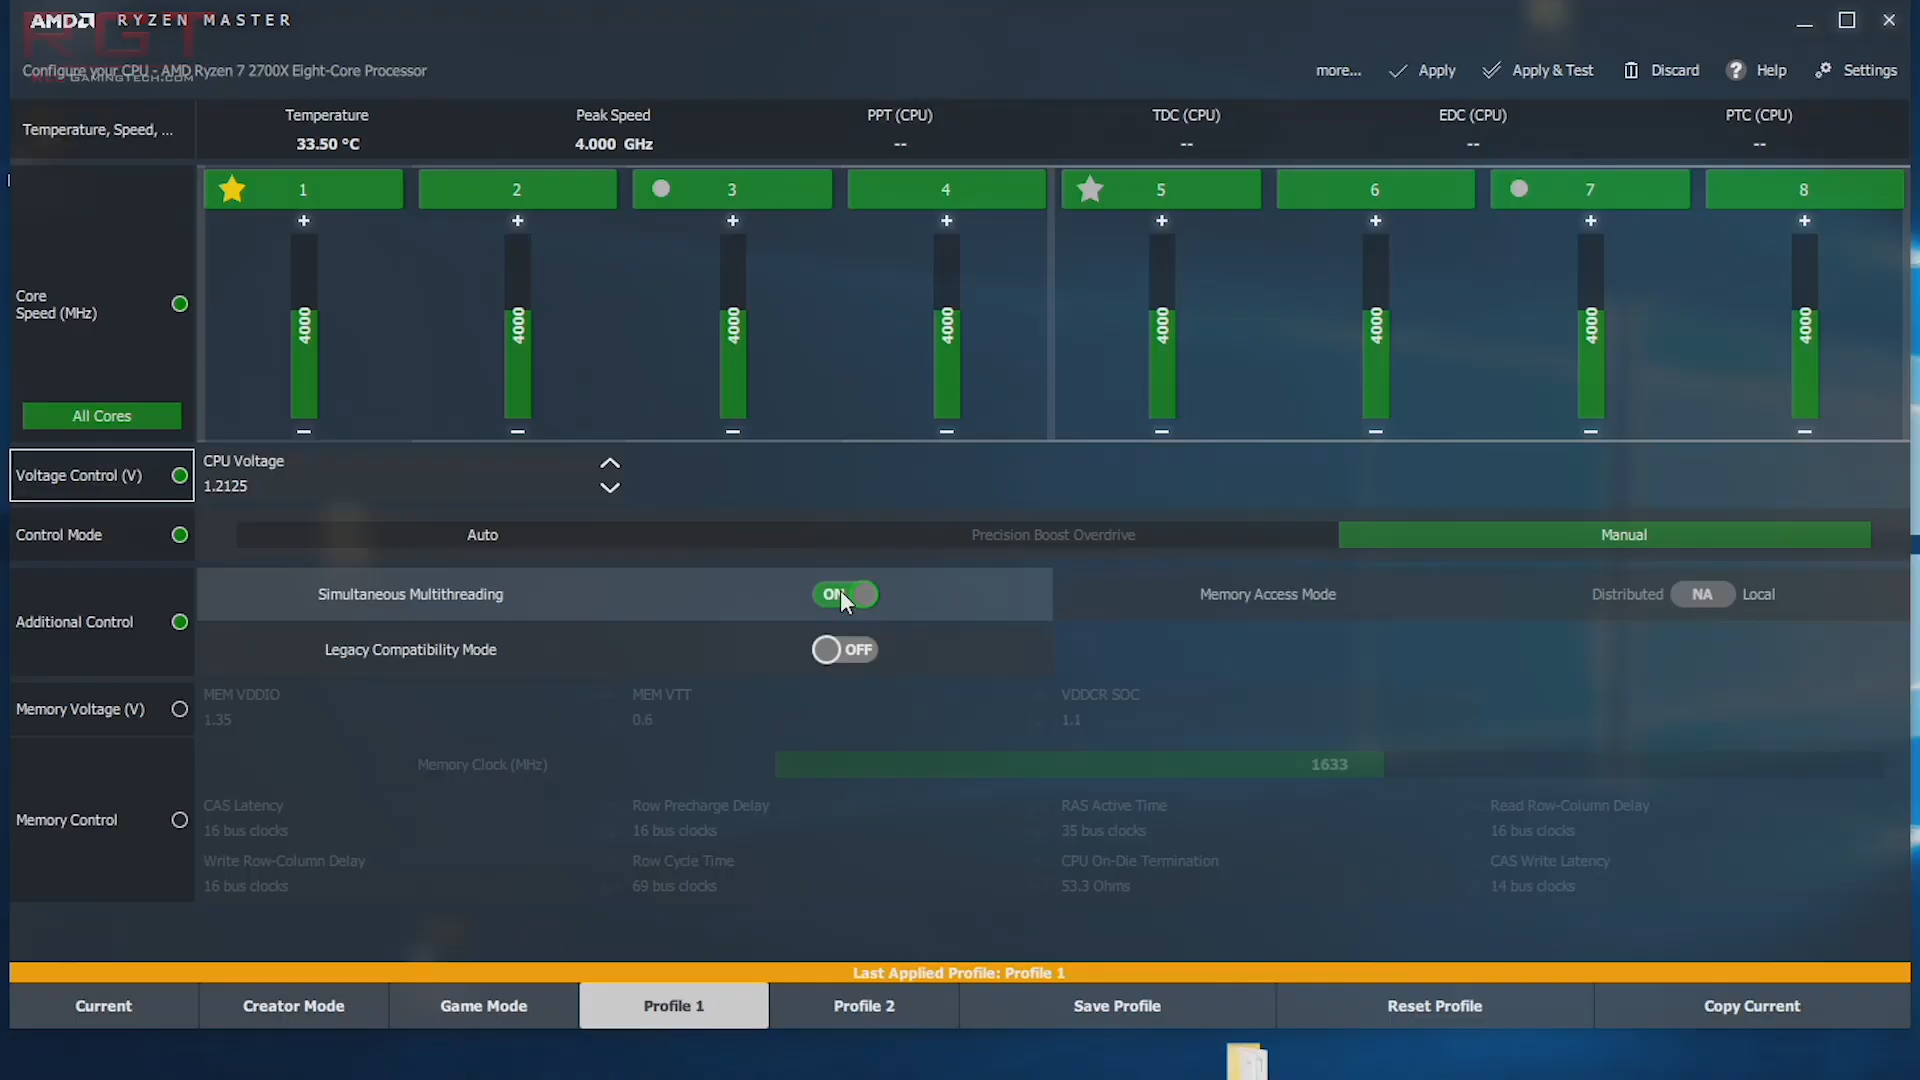 AMD RYZEN MASTER
RGT
Configure your CPU - AMD Ryzen 7 2700X Eight-Core Processor
GAMINGTECH.COM
more...
Apply
Apply & Test
Discard
? Help
Settings
Temperature, Speed, ...
Temperature
33.50 °C
Peak Speed
4.000 GHz
PPT (CPU)
--
TDC (CPU)
--
EDC (CPU)
--
PTC (CPU)
--
1 2 3 4 5 6 7 8
+ + + + + + + +
4000 4000 4000 4000 4000 4000 4000 4000
Core
Speed (MHz)
All Cores
Voltage Control (V)
CPU Voltage
1.2125
Control Mode
Auto
Precision Boost Overdrive
Manual
Additional Control
Simultaneous Multithreading
ON
Memory Access Mode
Distributed NA Local
Legacy Compatibility Mode
OFF
Memory Voltage (V)
MEM VDDIO
1.35
MEM VTT
0.6
VDDCR SOC
1.1
Memory Control
Memory Clock (MHz)
1633
CAS Latency
16 bus clocks
Row Precharge Delay
16 bus clocks
RAS Active Time
35 bus clocks
Read Row-Column Delay
16 bus clocks
Write Row-Column Delay
16 bus clocks
Row Cycle Time
69 bus clocks
CPU On-Die Termination
53.3 Ohms
CAS Write Latency
14 bus clocks
Last Applied Profile: Profile 1
Current
Creator Mode
Game Mode
Profile 1
Profile 2
Save Profile
Reset Profile
Copy Current